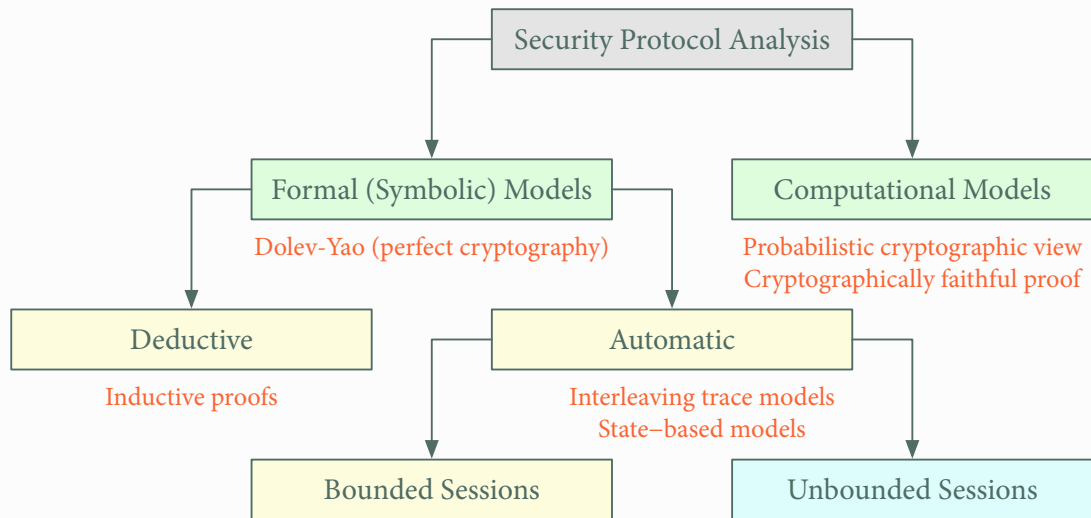 Security Protocol Analysis
Formal (Symbolic) Models
Computational Models
Dolev-Yao (perfect cryptography)
Probabilistic cryptographic view
Cryptographically faithful proof
Deductive
Automatic
Inductive proofs
Interleaving trace models
State−based models
Bounded Sessions
Unbounded Sessions